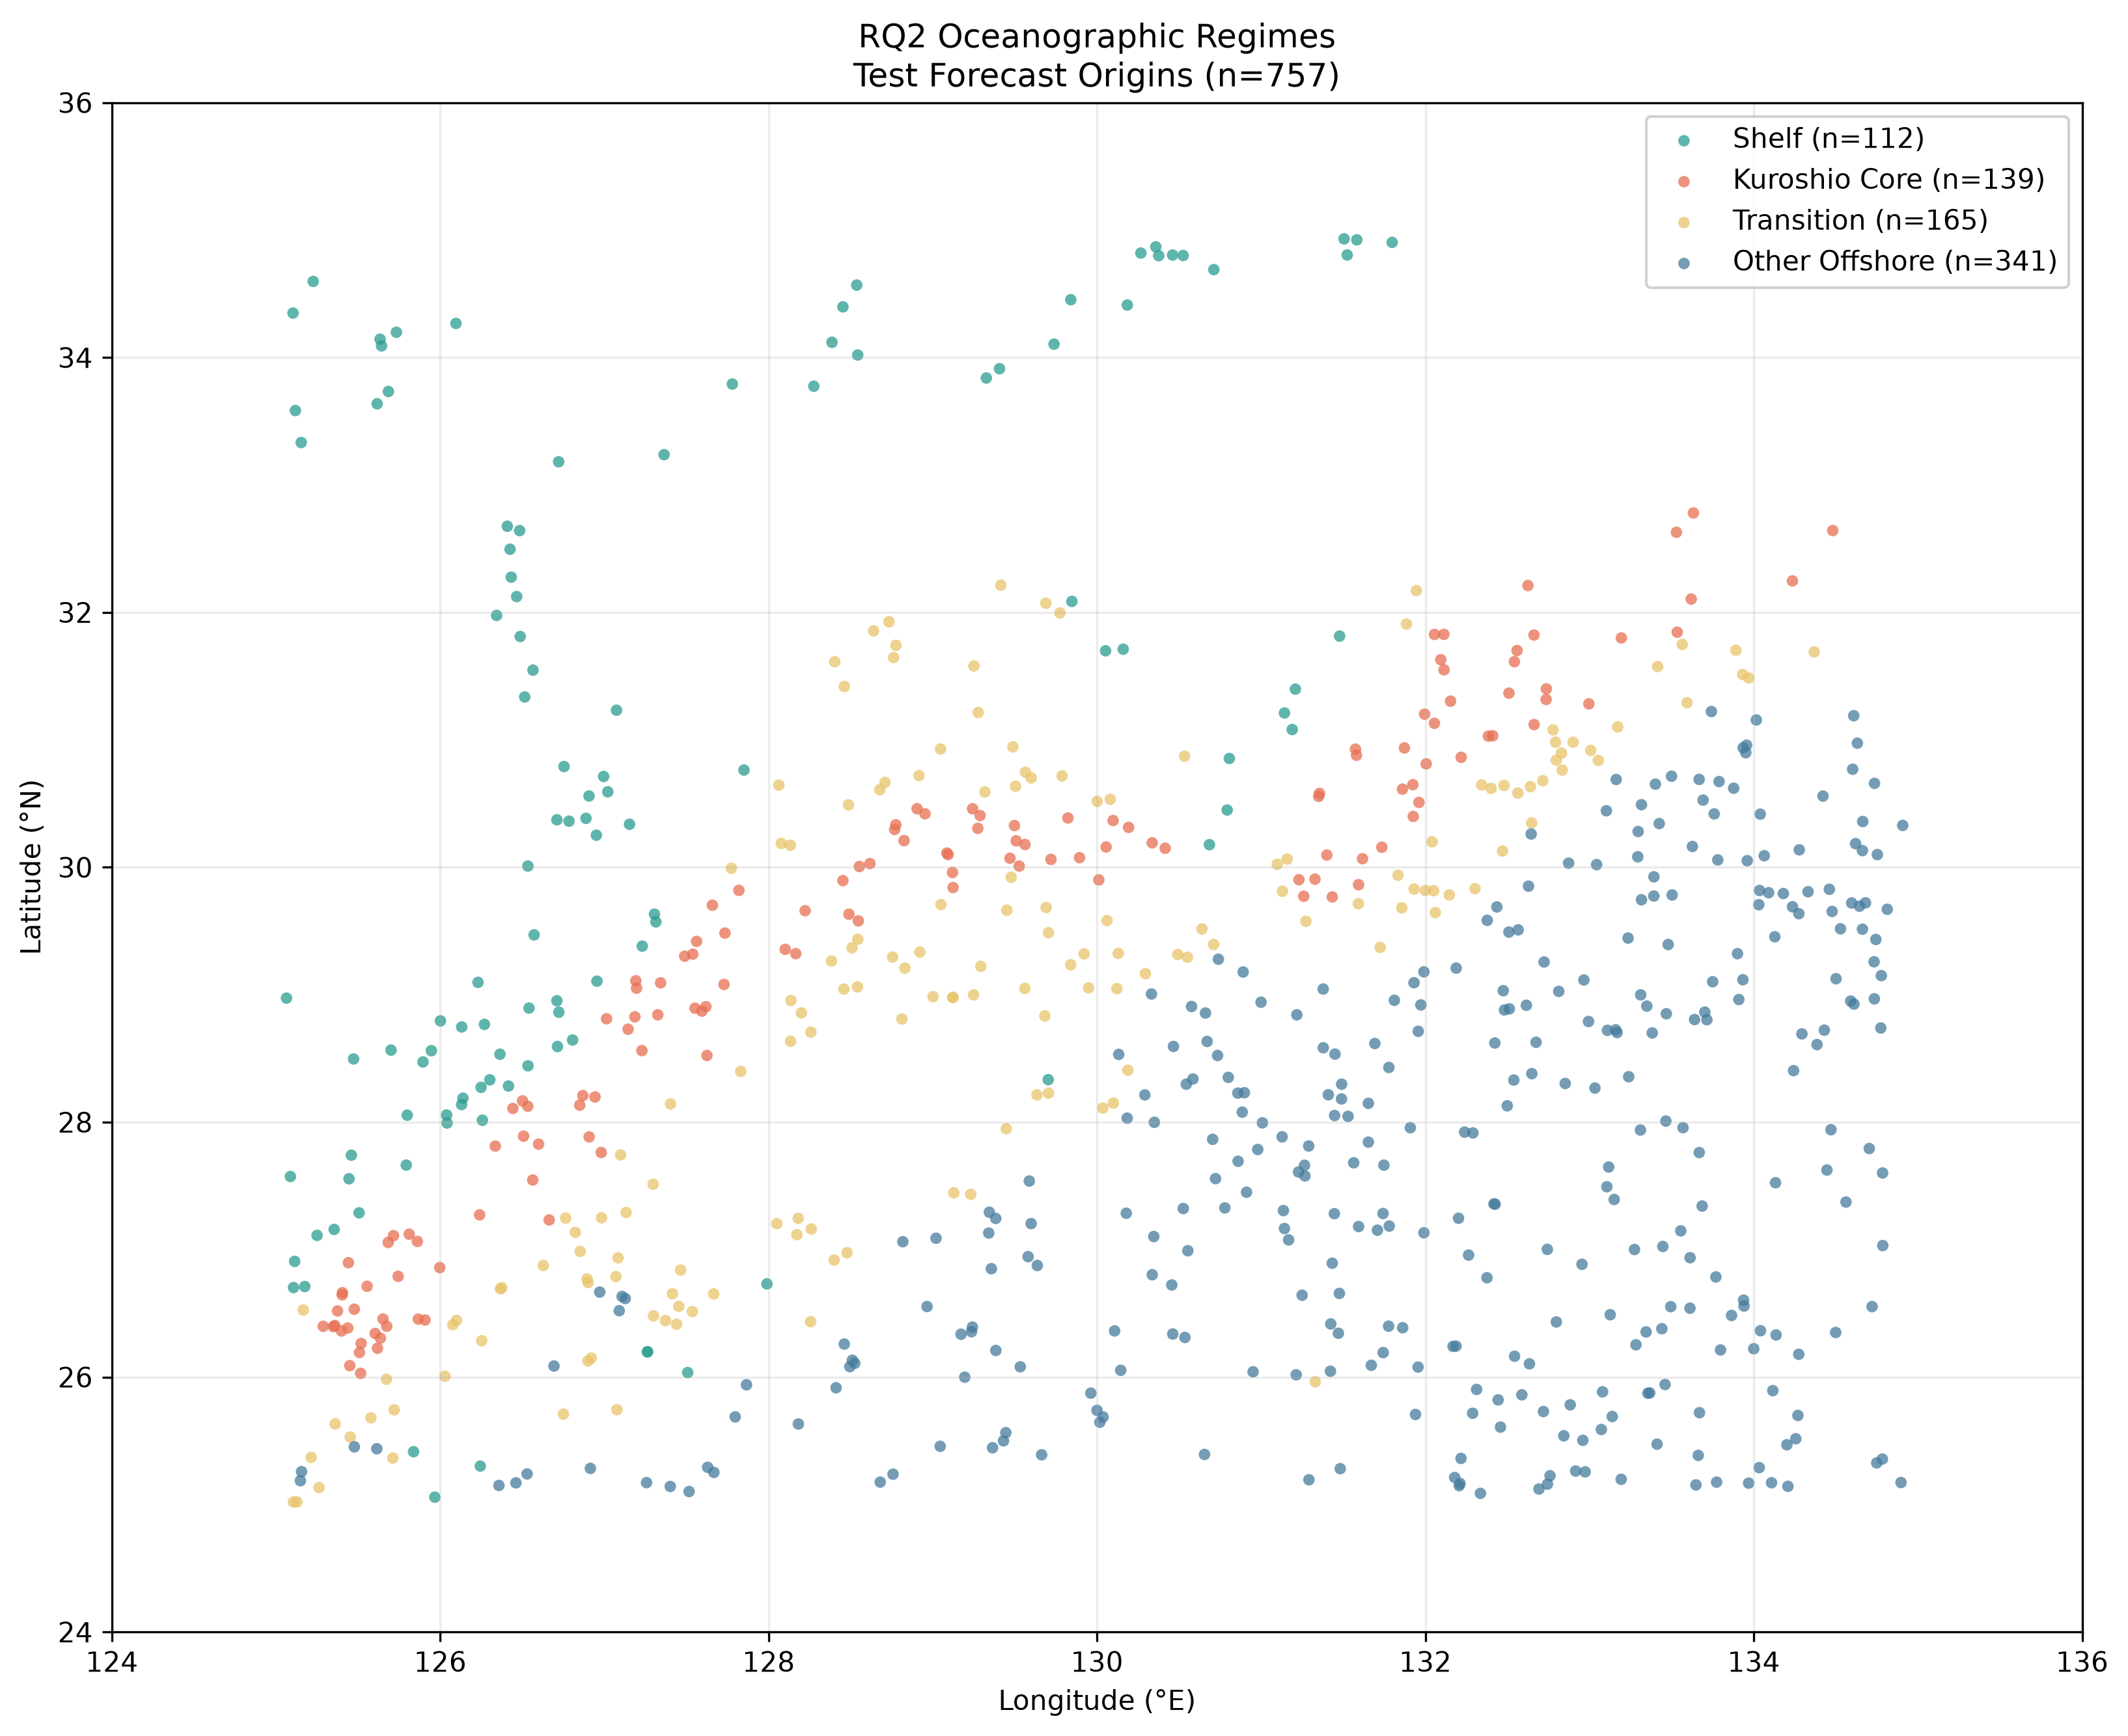 RQ2 Oceanographic Regimes
Test Forecast Origins (n=757)
Shelf (n=112)
Kuroshio Core (n=139)
Transition (n=165)
Other Offshore (n=341)
36
34
32
30
28
26
24
Latitude (°N)
124
126
128
130
132
134
136
Longitude (°E)